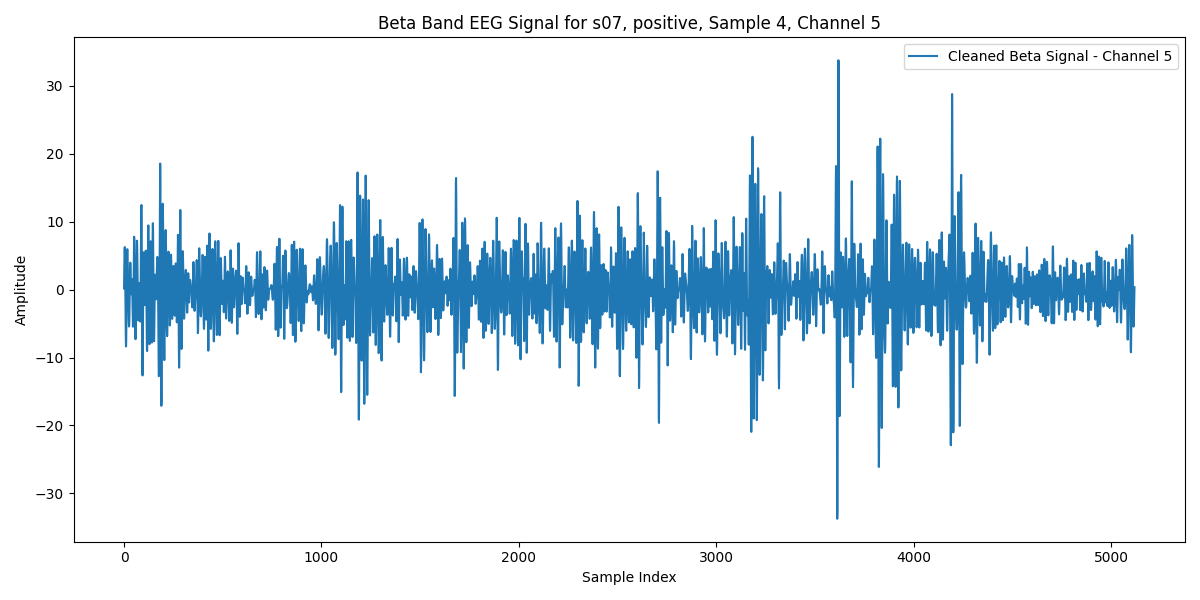 Beta Band EEG Signal for s07, positive, Sample 4, Channel 5
Cleaned Beta Signal - Channel 5
Amplitude
30
20
10
0
−10
−20
−30
0 1000 2000 3000 4000 5000
Sample Index